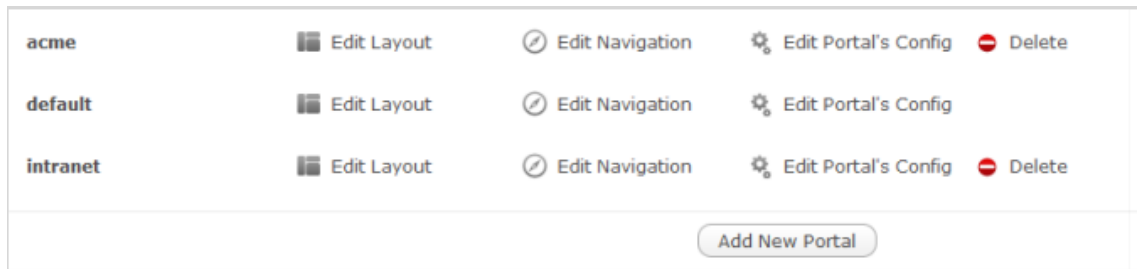 acme Edit Layout Edit Navigation Edit Portal's Config Delete
default Edit Layout Edit Navigation Edit Portal's Config
intranet Edit Layout Edit Navigation Edit Portal's Config Delete
Add New Portal